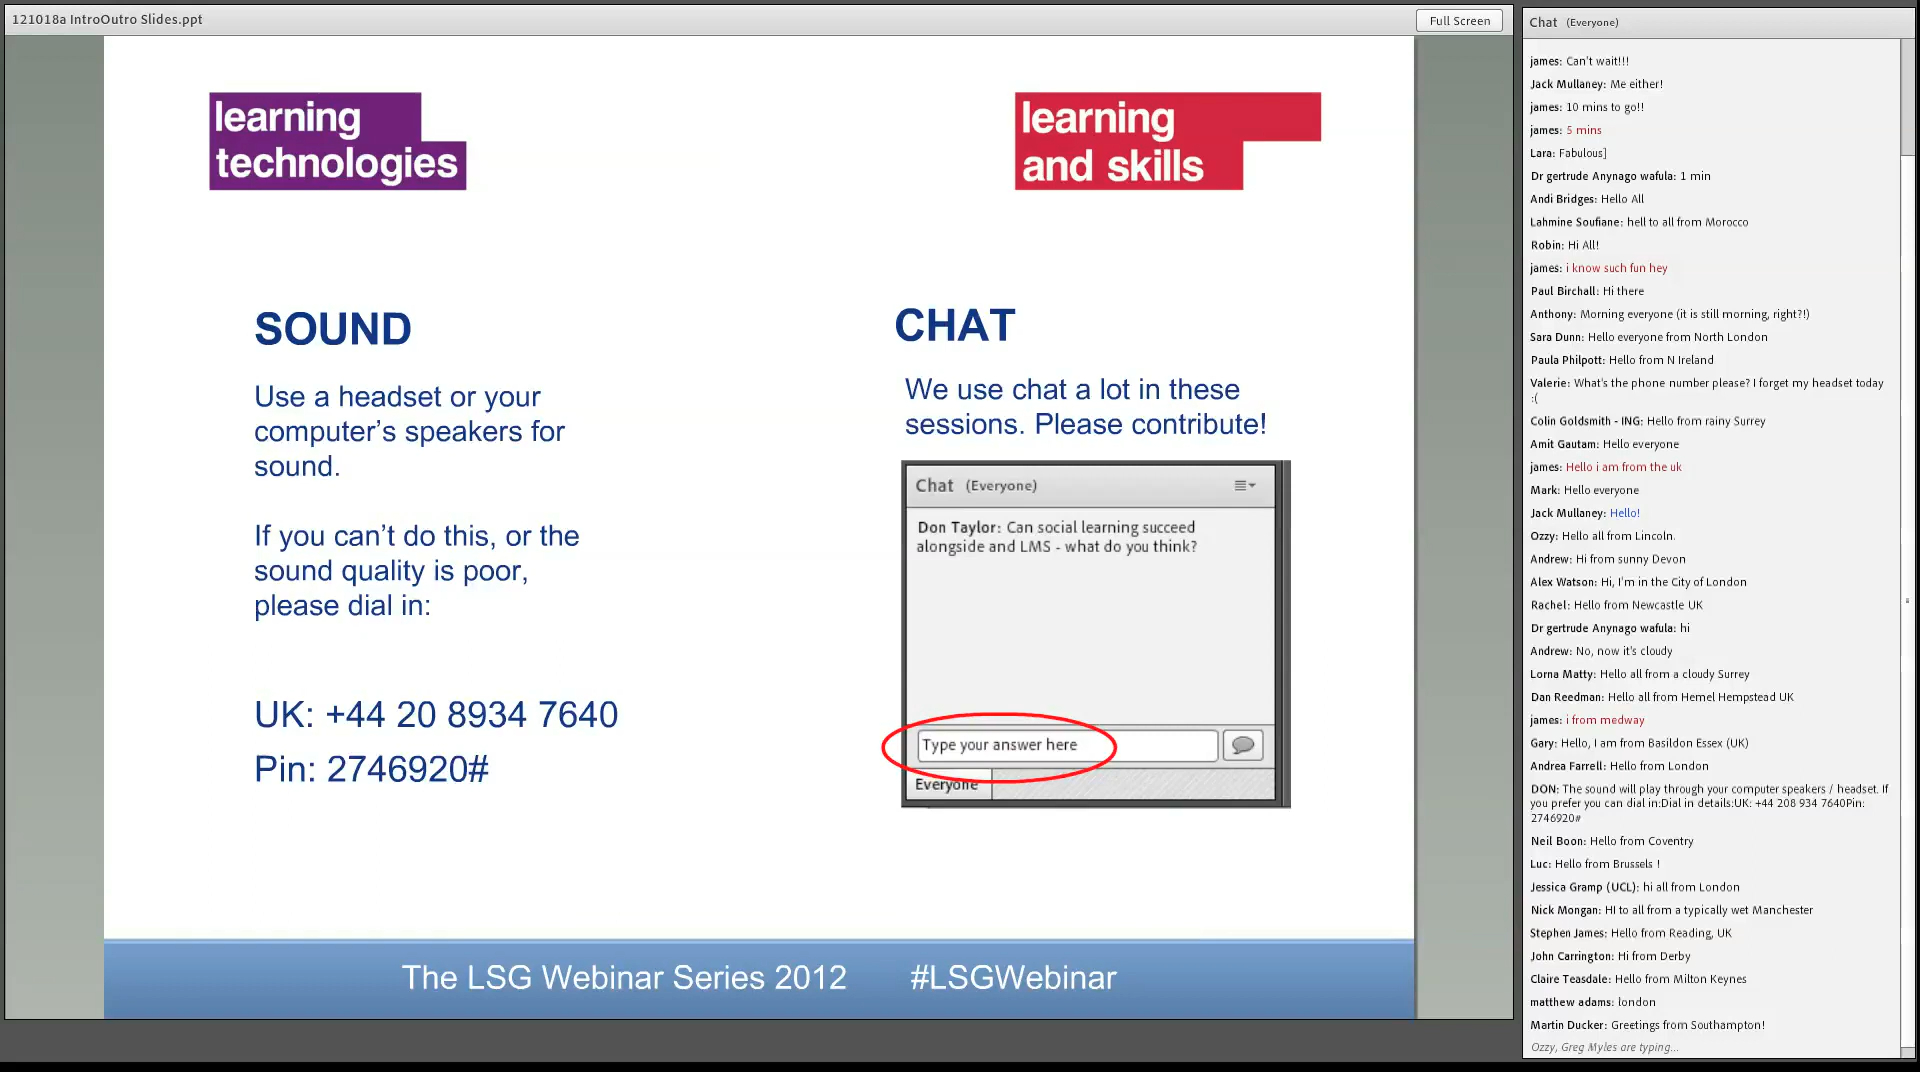 121018a IntroOutro Slides.ppt
Full Screen
learning
technologies
learning
and skills
SOUND
Use a headset or your
computer’s speakers for
sound.
If you can’t do this, or the
sound quality is poor,
please dial in:
UK: +44 20 8934 7640
Pin: 2746920#
CHAT
We use chat a lot in these
sessions. Please contribute!
Chat (Everyone)
Don Taylor: Can social learning succeed
alongside and LMS - what do you think?
Type your answer here
Everyone
The LSG Webinar Series 2012 #LSGWebinar
Chat (Everyone)
james: Can't wait!!!
Jack Mullaney: Me either!
james: 10 mins to go!!
james: 5 mins
Lara: Fabulous]
Dr gertrude Anynago wafula: 1 min
Andi Bridges: Hello All
Lahmine Soufiane: hell to all from Morocco
Robin: Hi All!
james: i know such fun hey
Paul Birchall: Hi there
Anthony: Morning everyone (it is still morning, right?!)
Sara Dunn: Hello everyone from North London
Paula Philpott: Hello from N Ireland
Valerie: What's the phone number please? I forget my headset today
:(
Colin Goldsmith - ING: Hello from rainy Surrey
Amit Gautam: Hello everyone
james: Hello i am from the uk
Mark: Hello everyone
Jack Mullaney: Hello!
Ozzy: Hello all from Lincoln.
Andrew: Hi from sunny Devon
Alex Watson: Hi, I'm in the City of London
Rachel: Hello from Newcastle UK
Dr gertrude Anynago wafula: hi
Andrew: No, now it's cloudy
Lorna Matty: Hello all from a cloudy Surrey
Dan Reedman: Hello all from Hemel Hempstead UK
james: i from medway
Gary: Hello, I am from Basildon Essex (UK)
Andrea Farrell: Hello from London
DON: The sound will play through your computer speakers / headset. If
you prefer you can dial in:Dial in details:UK: +44 208 934 7640Pin:
2746920#
Neil Boon: Hello from Coventry
Luc: Hello from Brussels !
Jessica Gramp (UCL): hi all from London
Nick Mongan: HI to all from a typically wet Manchester
Stephen James: Hello from Reading, UK
John Carrington: Hi from Derby
Claire Teasdale: Hello from Milton Keynes
matthew adams: london
Martin Ducker: Greetings from Southampton!
Ozzy, Greg Myles are typing...